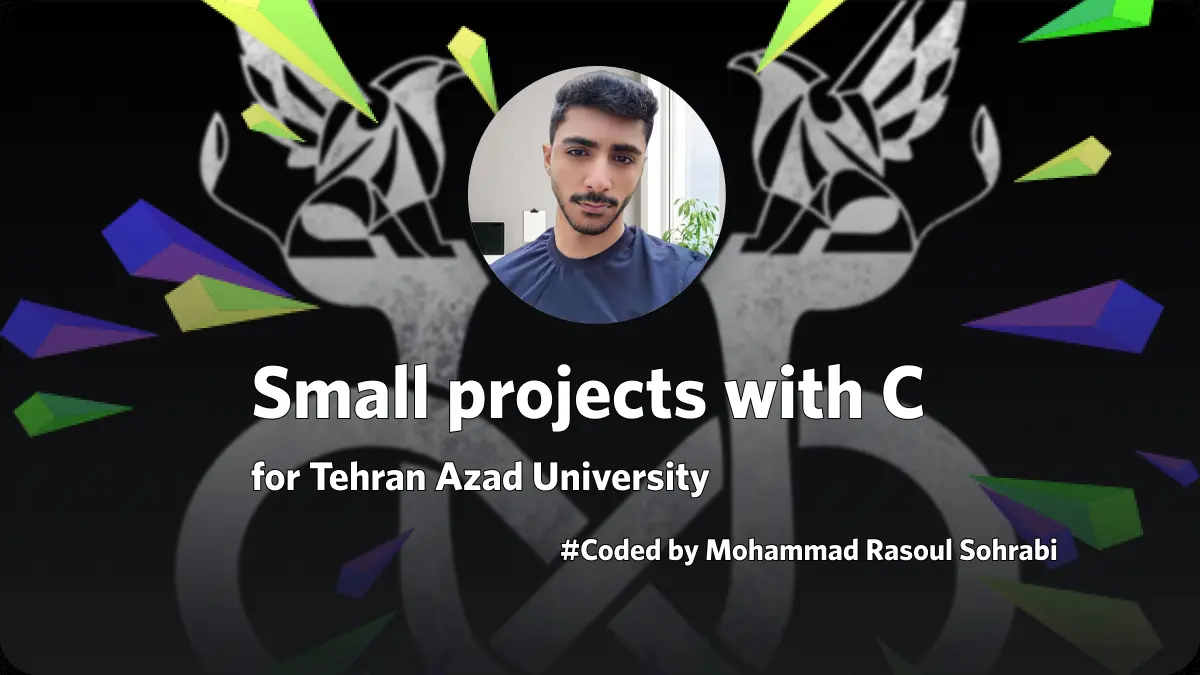 Small projects with C
for Tehran Azad University
#Coded by Mohammad Rasoul Sohrabi